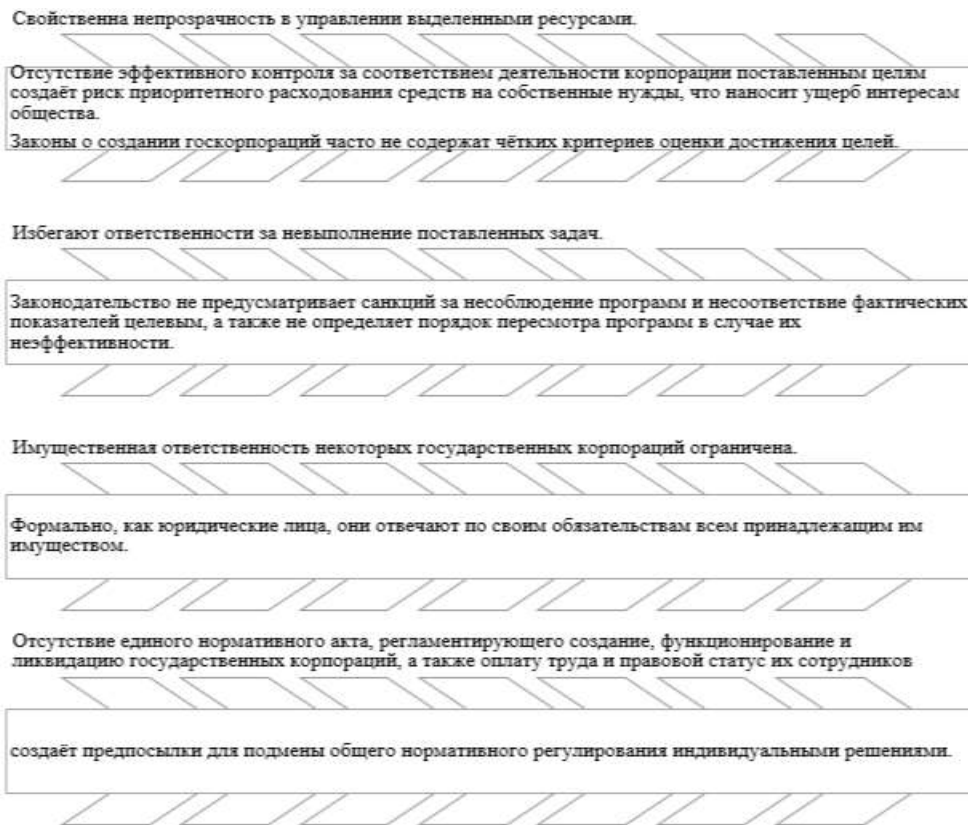 Свойственна непрозрачность в управлении выделенными ресурсами.
Отсутствие эффективного контроля за соответствием деятельности корпорации поставленным целям
создаёт риск приоритетного расходования средств на собственные нужды, что наносит ущерб интересам
общества.
Законы о создании госкорпораций часто не содержат чётких критериев оценки достижения целей.
Избегают ответственности за невыполнение поставленных задач.
Законодательство не предусматривает санкций за несоблюдение программ и несоответствие фактических
показателей целевым, а также не определяет порядок пересмотра программ в случае их
неэффективности.
Имущественная ответственность некоторых государственных корпораций ограничена.
Формально, как юридические лица, они отвечают по своим обязательствам всем принадлежащим им
имуществом.
Отсутствие единого нормативного акта, регламентирующего создание, функционирование и
ликвидацию государственных корпораций, а также оплату труда и правовой статус их сотрудников
создаёт предпосылки для подмены общего нормативного регулирования индивидуальными решениями.